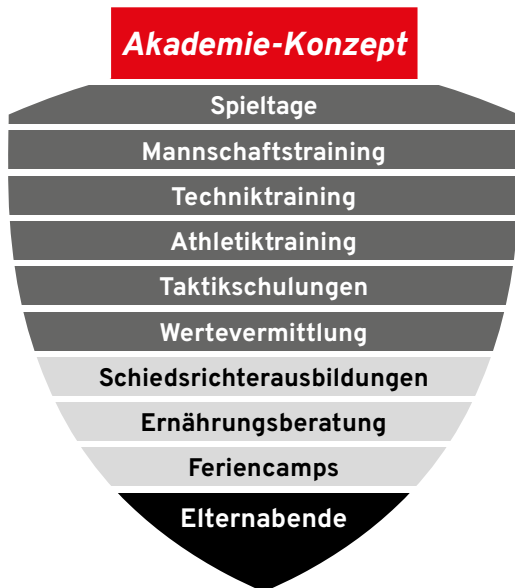 Akademie-Konzept
Spieltage
Mannschaftstraining
Techniktraining
Athletiktraining
Taktikschulungen
Wertevermittlung
Schiedsrichterausbildungen
Ernährungsberatung
Feriencamps
Elternabende